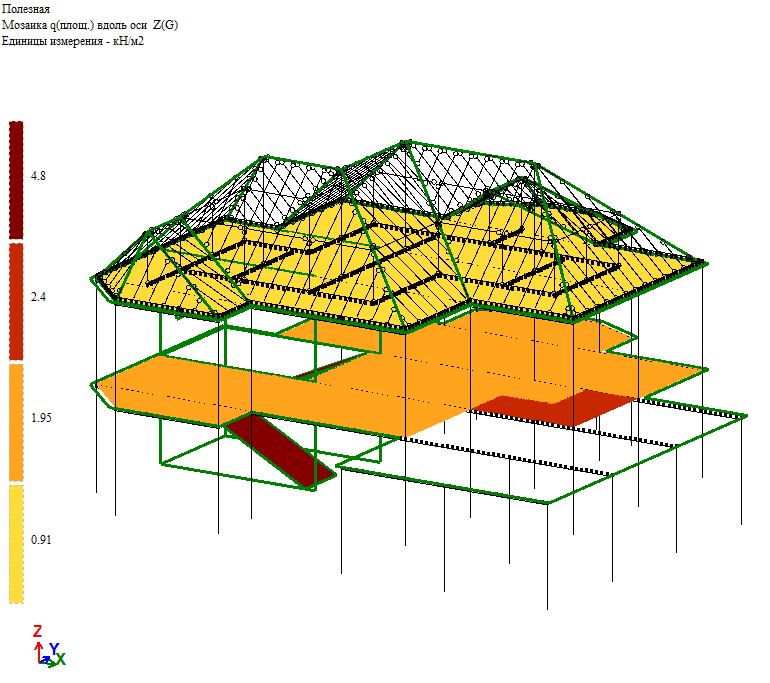 Полезная
Мозаика q(площ.) вдоль оси Z(G)
Единицы измерения - кН/м2
4.8
2.4
1.95
0.91
Z
Y
X